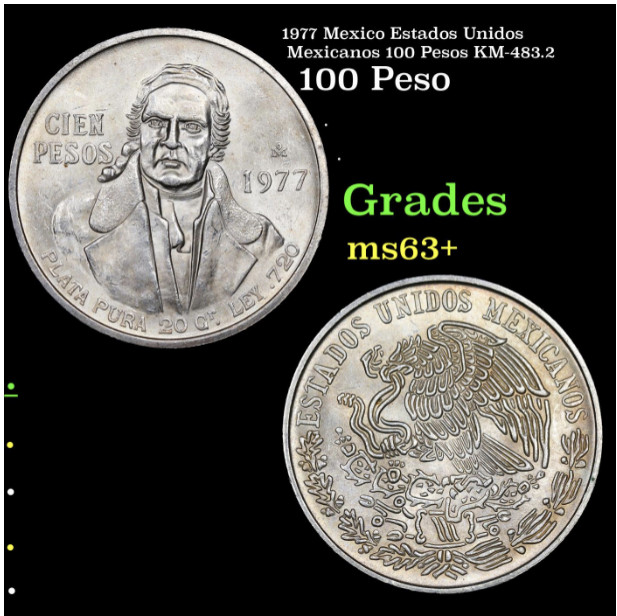 1977 Mexico Estados Unidos
Mexicanos 100 Pesos KM-483.2
100 Peso
CIEN
PESOS
M
1977
PLATA PURA 20 Gr. LEY .720
Grades
ms63+
ESTADOS UNIDOS MEXICANOS